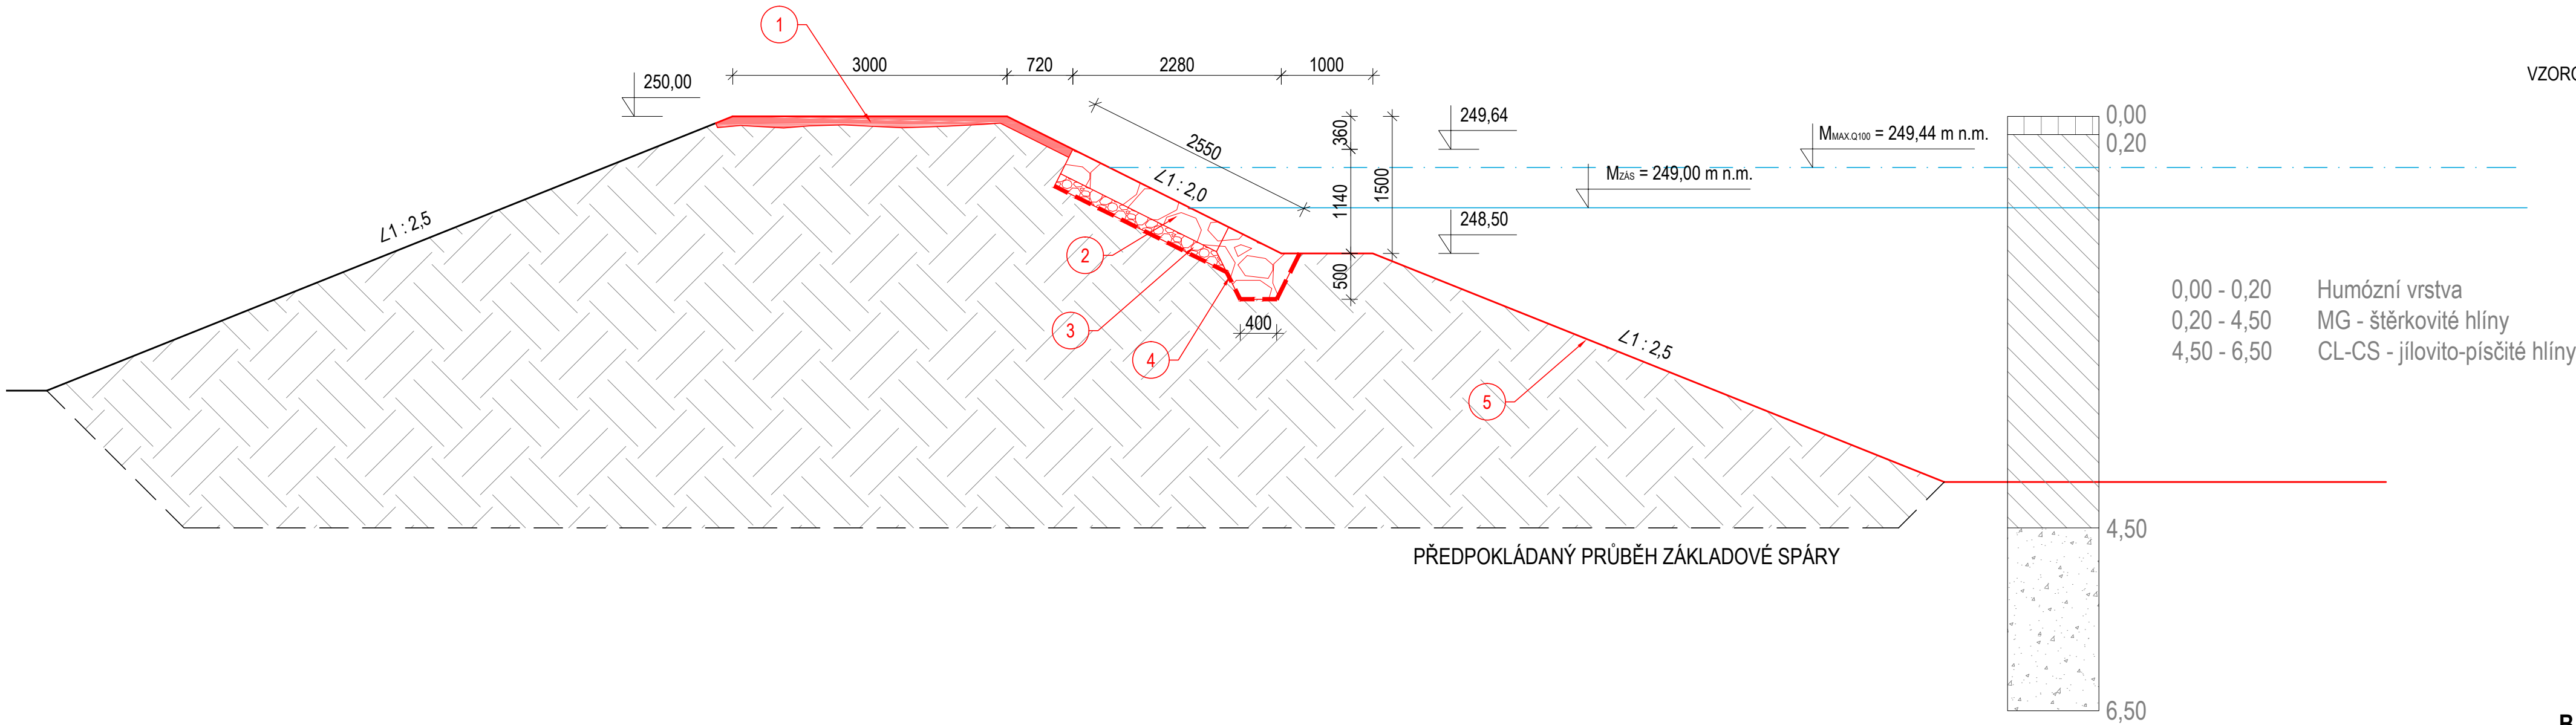 1
3000
720
2280
1000
VZORO
250,00
249,64
0,00
360
MMAX.Q100 = 249,44 m n.m.
0,20
2550
1500
MZÁS = 249,00 m n.m.
∠1 : 2,0
1140
∠1 : 2,5
248,50
2
500
0,00 - 0,20 Humózní vrstva
3
400
0,20 - 4,50 MG - štěrkovité hlíny
4
∠1 : 2,5
4,50 - 6,50 CL-CS - jílovito-písčité hlíny
5
4,50
PŘEDPOKLÁDANÝ PRŮBĚH ZÁKLADOVÉ SPÁRY
6,50